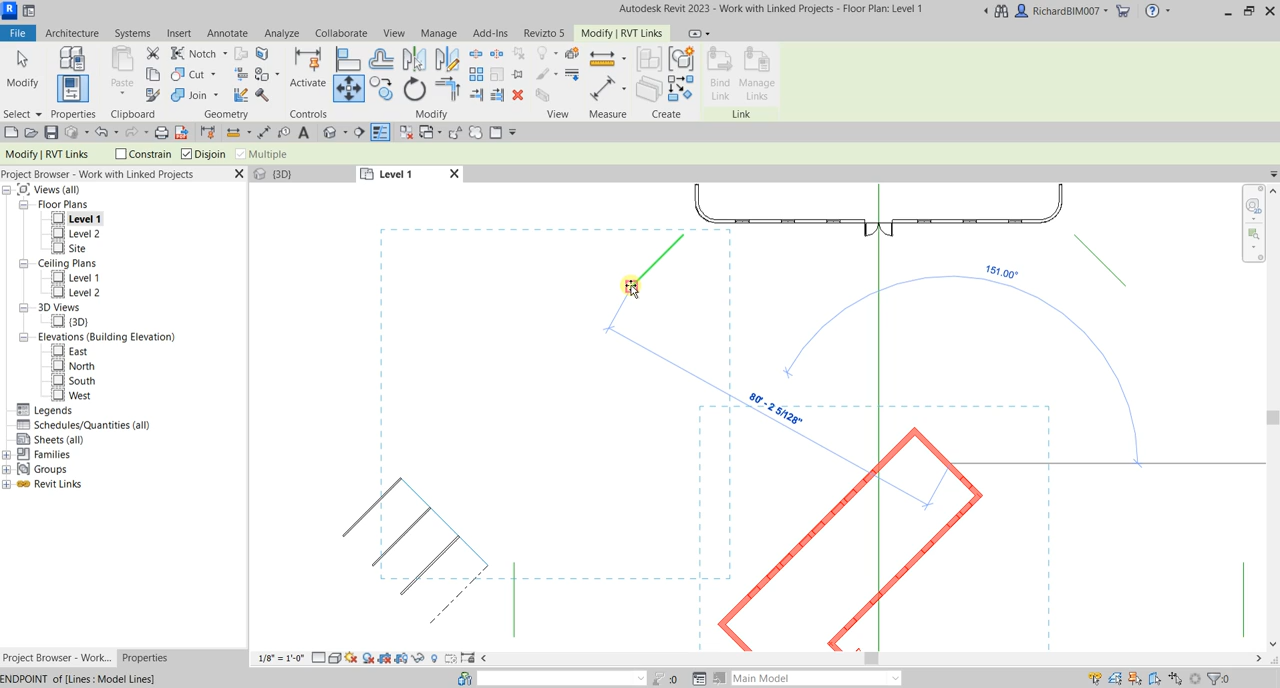 Autodesk Revit 2023 - Work with Linked Projects - Floor Plan: Level 1
RichardBIM007
File
Architecture
Systems
Insert
Annotate
Analyze
Collaborate
View
Manage
Add-Ins
Revizto 5
Modify | RVT Links
Modify
Paste
Notch
Cut
Join
Activate
Bind Link
Manage Links
Select
Properties
Clipboard
Geometry
Controls
Modify
View
Measure
Create
Link
Modify | RVT Links
Constrain
Disjoin
Multiple
Project Browser - Work with Linked Projects
{3D}
Level 1
Views (all)
Floor Plans
Level 1
Level 2
Site
Ceiling Plans
Level 1
Level 2
3D Views
{3D}
Elevations (Building Elevation)
East
North
South
West
Legends
Schedules/Quantities (all)
Sheets (all)
Families
Groups
Revit Links
151.00°
80' - 2 5/128"
2D
Project Browser - Work...
Properties
1/8" = 1'-0"
ENDPOINT of [Lines : Model Lines]
:0
Main Model
:0